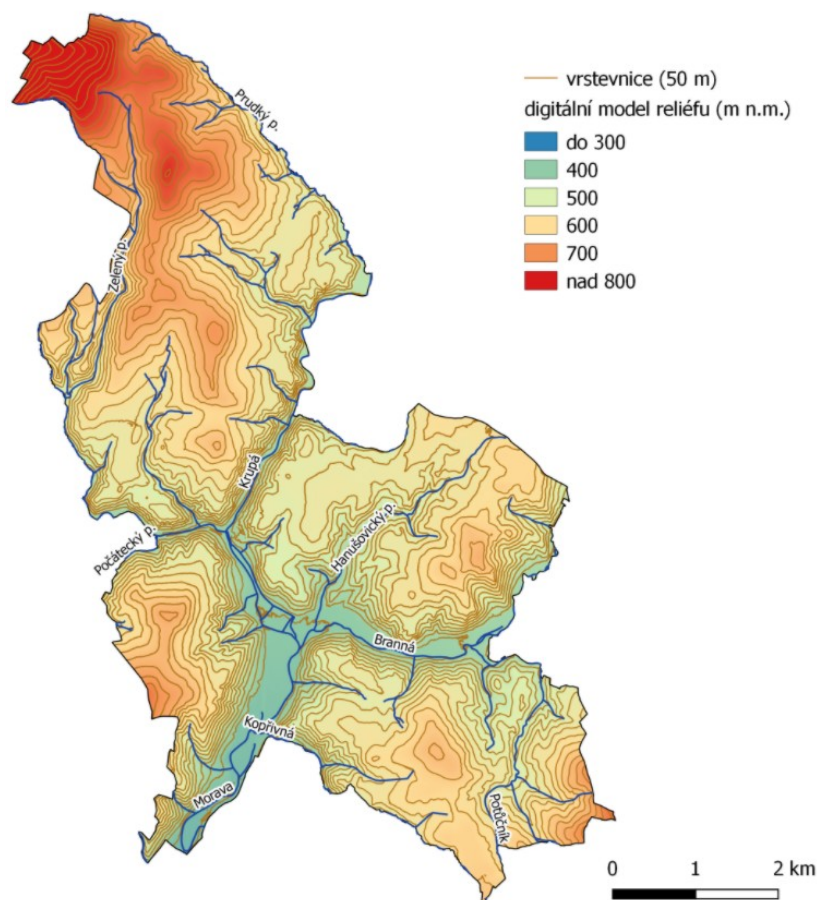 vrstevnice (50 m)
digitální model reliéfu (m n.m.)
do 300
400
500
600
700
nad 800
Prudký p.
Zelený p.
Krupá
Počátecký p.
Hanušovický p.
Branná
Kopřivná
Morava
Potůčník
0 1 2 km